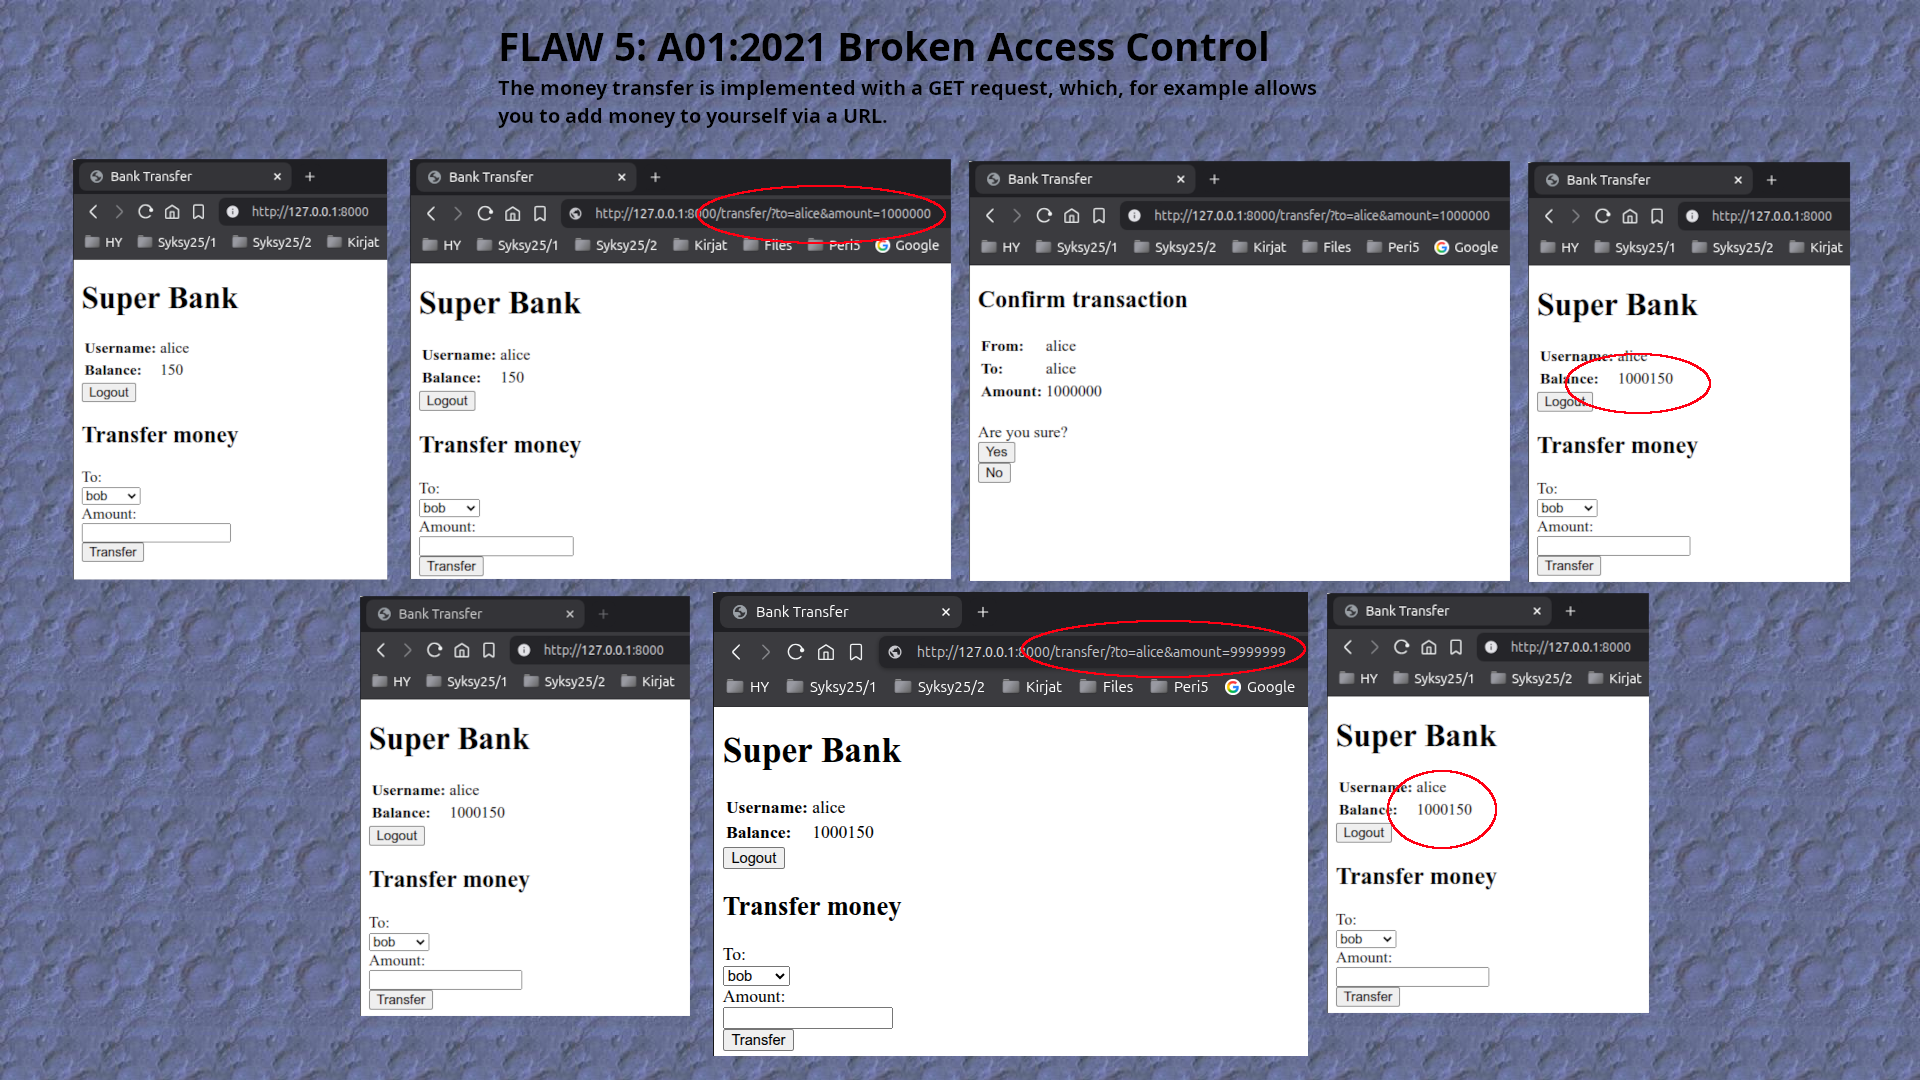 FLAW 5: A01:2021 Broken Access Control
The money transfer is implemented with a GET request, which, for example allows
you to add money to yourself via a URL.
Bank Transfer
http://127.0.0.1:8000
HY Syksy25/1 Syksy25/2 Kirjat
Super Bank
Username: alice
Balance: 150
Logout
Transfer money
To:
bob
Amount:
Transfer
Bank Transfer
http://127.0.0.1:8000/transfer/?to=alice&amount=1000000
HY Syksy25/1 Syksy25/2 Kirjat Files Peri5 Google
Super Bank
Username: alice
Balance: 150
Logout
Transfer money
To:
bob
Amount:
Transfer
Bank Transfer
http://127.0.0.1:8000/transfer/?to=alice&amount=1000000
HY Syksy25/1 Syksy25/2 Kirjat Files Peri5 Google
Confirm transaction
From: alice
To: alice
Amount: 1000000
Are you sure?
Yes
No
Bank Transfer
http://127.0.0.1:8000
HY Syksy25/1 Syksy25/2 Kirjat
Super Bank
Username: alice
Balance: 1000150
Logout
Transfer money
To:
bob
Amount:
Transfer
Bank Transfer
http://127.0.0.1:8000
HY Syksy25/1 Syksy25/2 Kirjat
Super Bank
Username: alice
Balance: 1000150
Logout
Transfer money
To:
bob
Amount:
Transfer
Bank Transfer
http://127.0.0.1:8000/transfer/?to=alice&amount=9999999
HY Syksy25/1 Syksy25/2 Kirjat Files Peri5 Google
Super Bank
Username: alice
Balance: 1000150
Logout
Transfer money
To:
bob
Amount:
Transfer
Bank Transfer
http://127.0.0.1:8000
HY Syksy25/1 Syksy25/2 Kirjat
Super Bank
Username: alice
Balance: 1000150
Logout
Transfer money
To:
bob
Amount:
Transfer